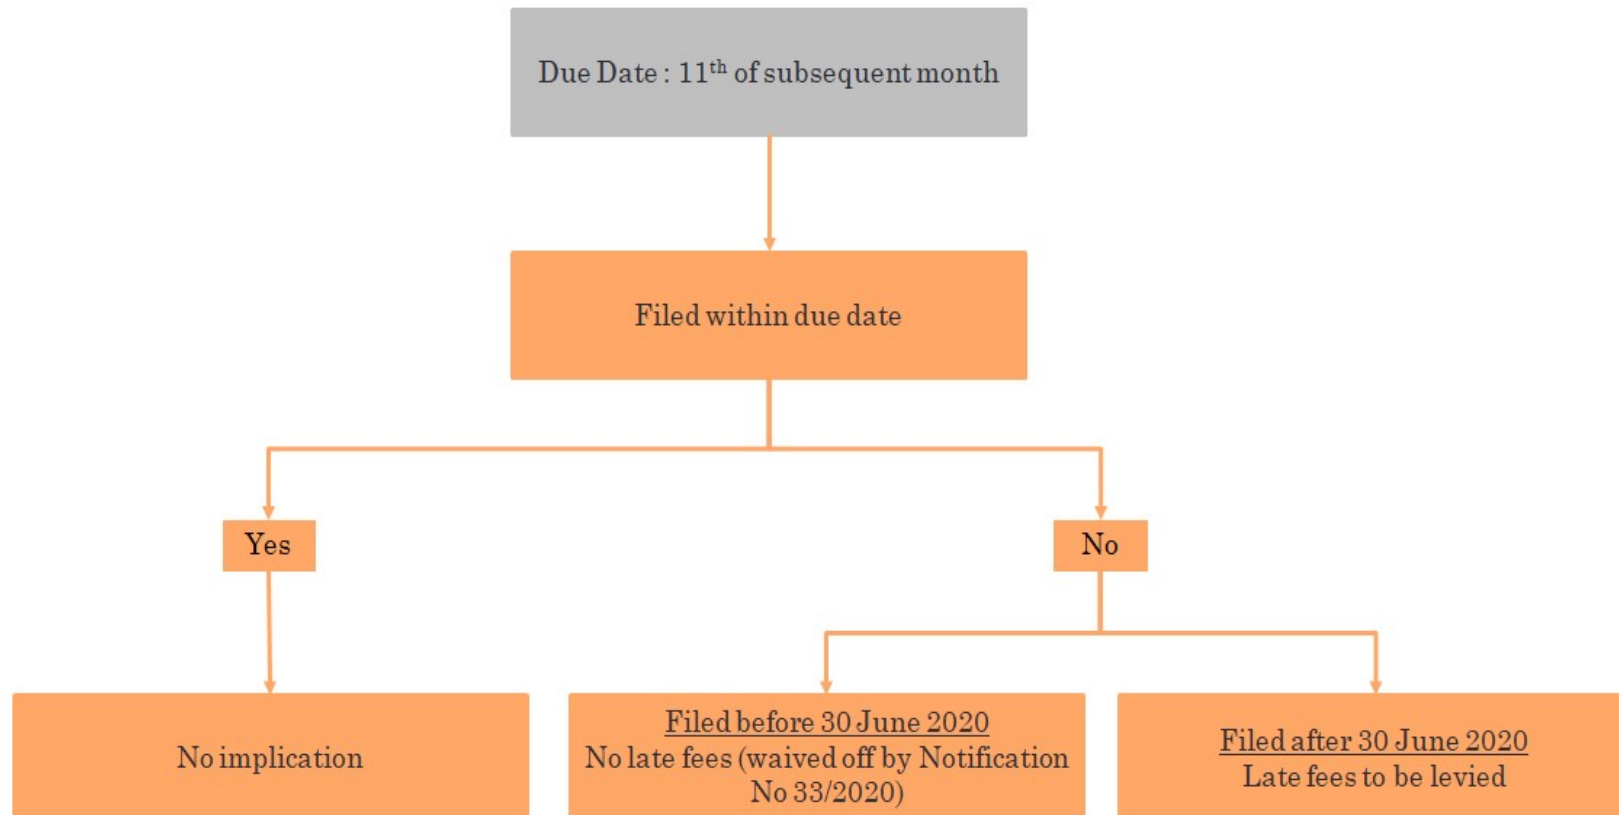 Due Date : 11th of subsequent month
Filed within due date
Yes
No
No implication
Filed before 30 June 2020
No late fees (waived off by Notification
No 33/2020)
Filed after 30 June 2020
Late fees to be levied